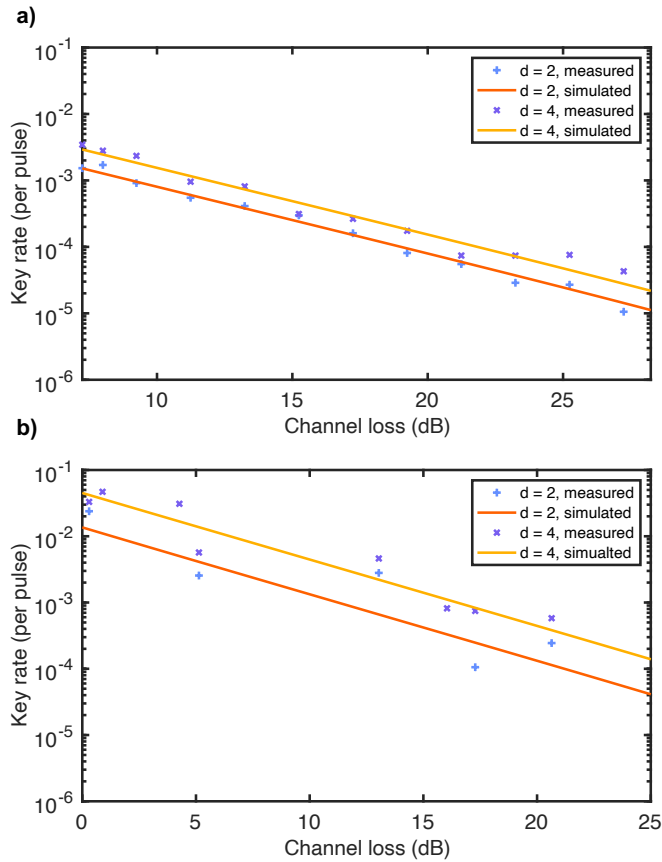 a)
10^-1
10^-2
10^-3
10^-4
10^-5
10^-6
Key rate (per pulse)
d = 2, measured
d = 2, simulated
d = 4, measured
d = 4, simulated
10 15 20 25
Channel loss (dB)
b)
10^-1
10^-2
10^-3
10^-4
10^-5
10^-6
Key rate (per pulse)
d = 2, measured
d = 2, simulated
d = 4, measured
d = 4, simualted
0 5 10 15 20 25
Channel loss (dB)